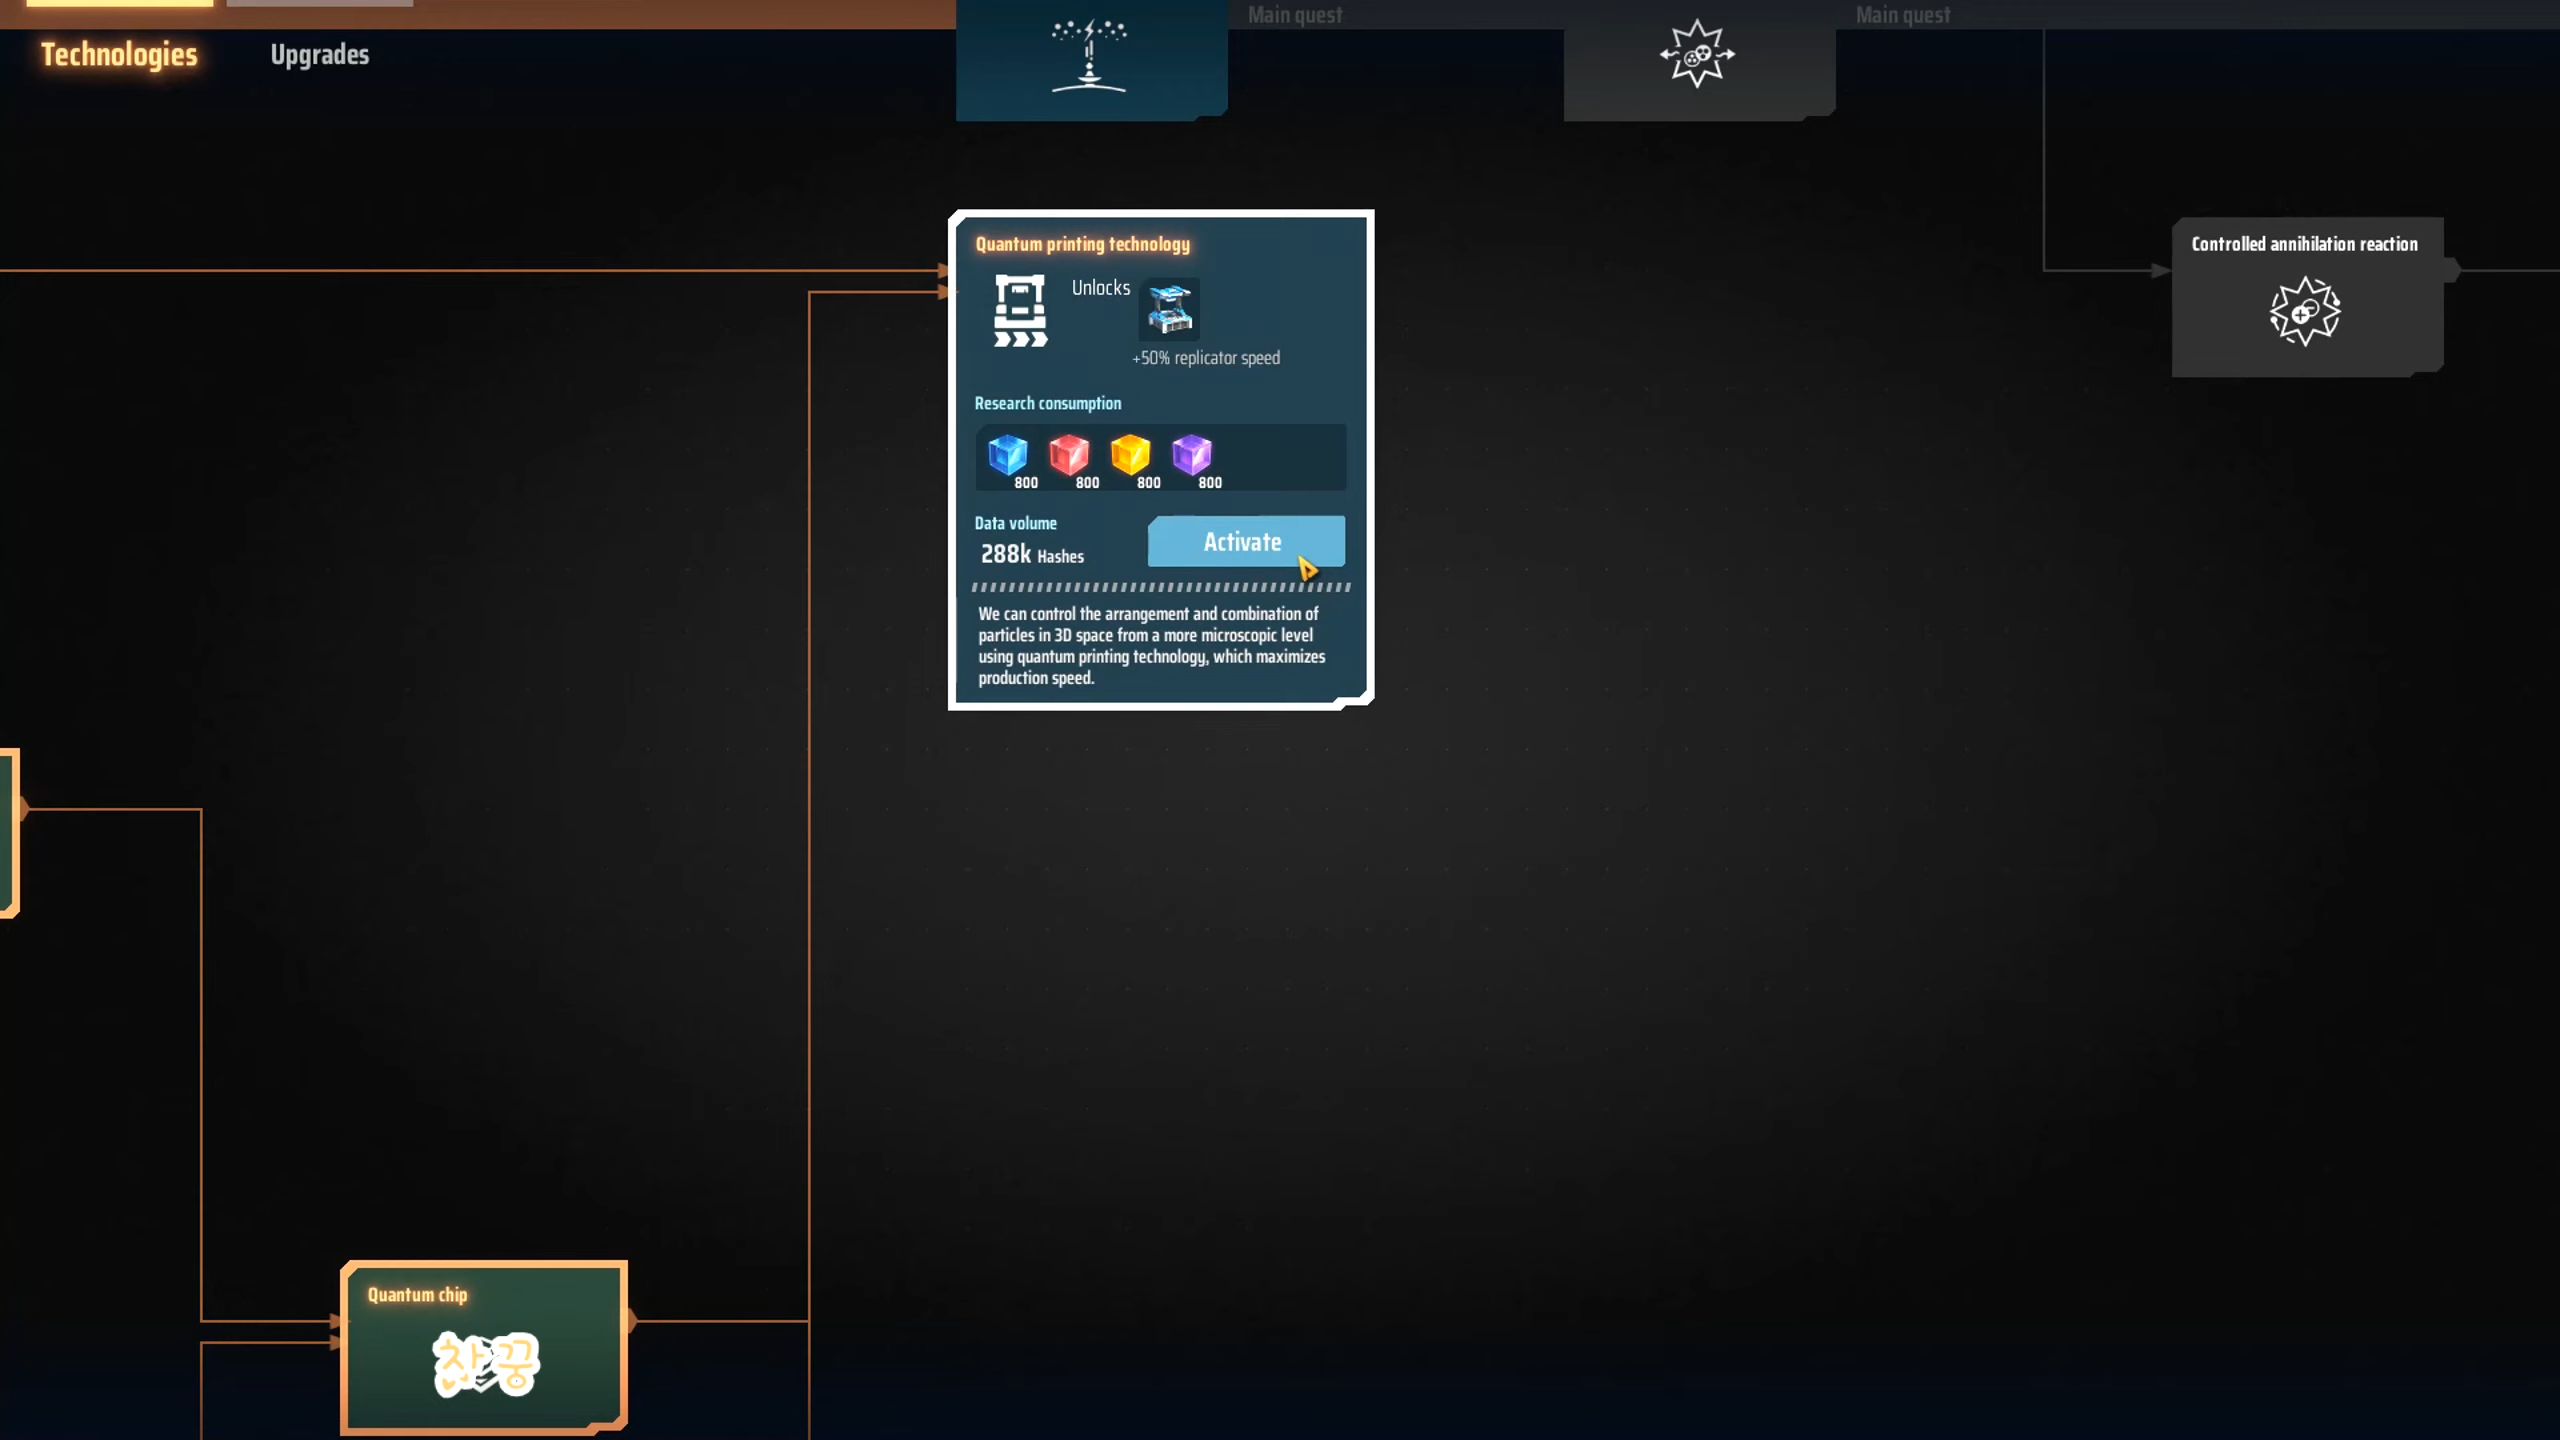 Main quest
Main quest
Technologies
Upgrades
Quantum printing technology
Unlocks
+50% replicator speed
Research consumption
800 800 800 800
Data volume
288k Hashes
Activate
We can control the arrangement and combination of
particles in 3D space from a more microscopic level
using quantum printing technology, which maximizes
production speed.
Controlled annihilation reaction
Quantum chip
찬꿍